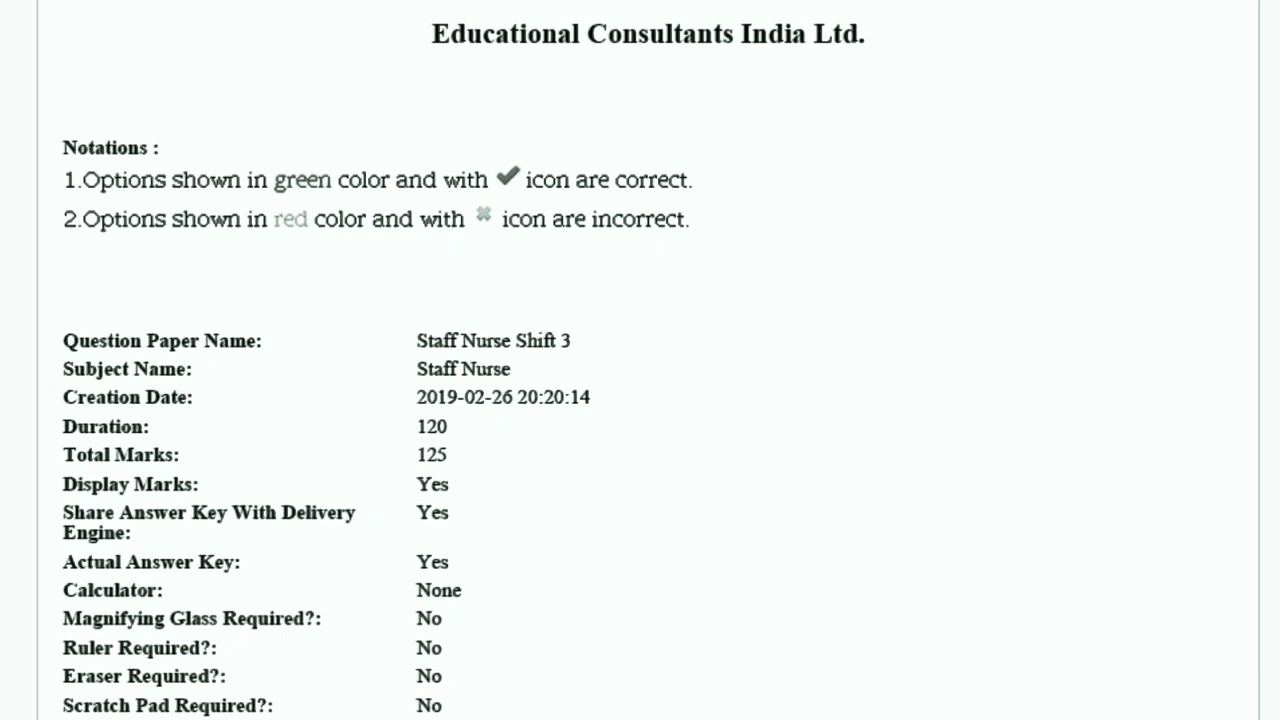 Educational Consultants India Ltd.
Notations :
1.Options shown in green color and with ✔ icon are correct.
2.Options shown in red color and with ✖ icon are incorrect.
Question Paper Name: Staff Nurse Shift 3
Subject Name: Staff Nurse
Creation Date: 2019-02-26 20:20:14
Duration: 120
Total Marks: 125
Display Marks: Yes
Share Answer Key With Delivery Yes
Engine:
Actual Answer Key: Yes
Calculator: None
Magnifying Glass Required?: No
Ruler Required?: No
Eraser Required?: No
Scratch Pad Required?: No